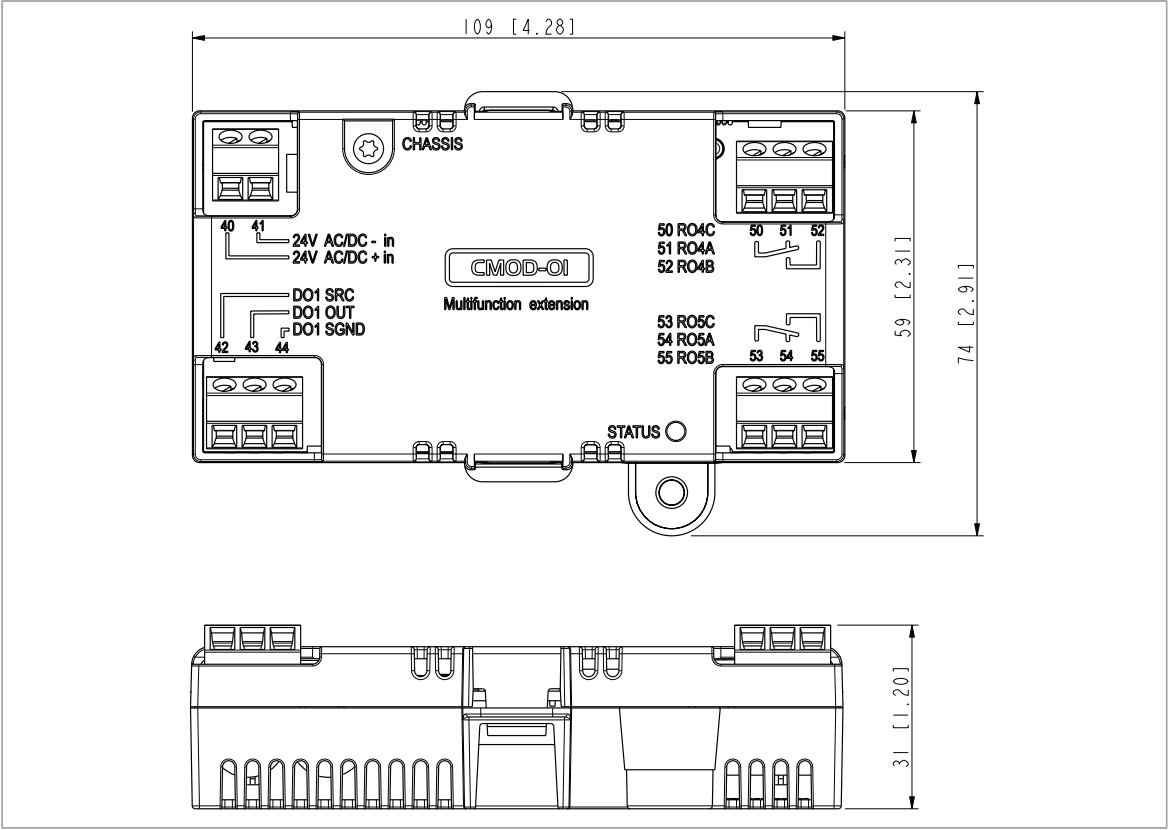 109 [4.28]
CHASSIS
40 41
24V AC/DC - in
24V AC/DC + in
DO1 SRC
DO1 OUT
DO1 SGND
42 43 44
CMOD-01
Multifunction extension
50 RO4C
51 RO4A
52 RO4B
50 51 52
53 RO5C
54 RO5A
55 RO5B
53 54 55
STATUS
59 [2.31]
74 [2.91]
31 [1.20]